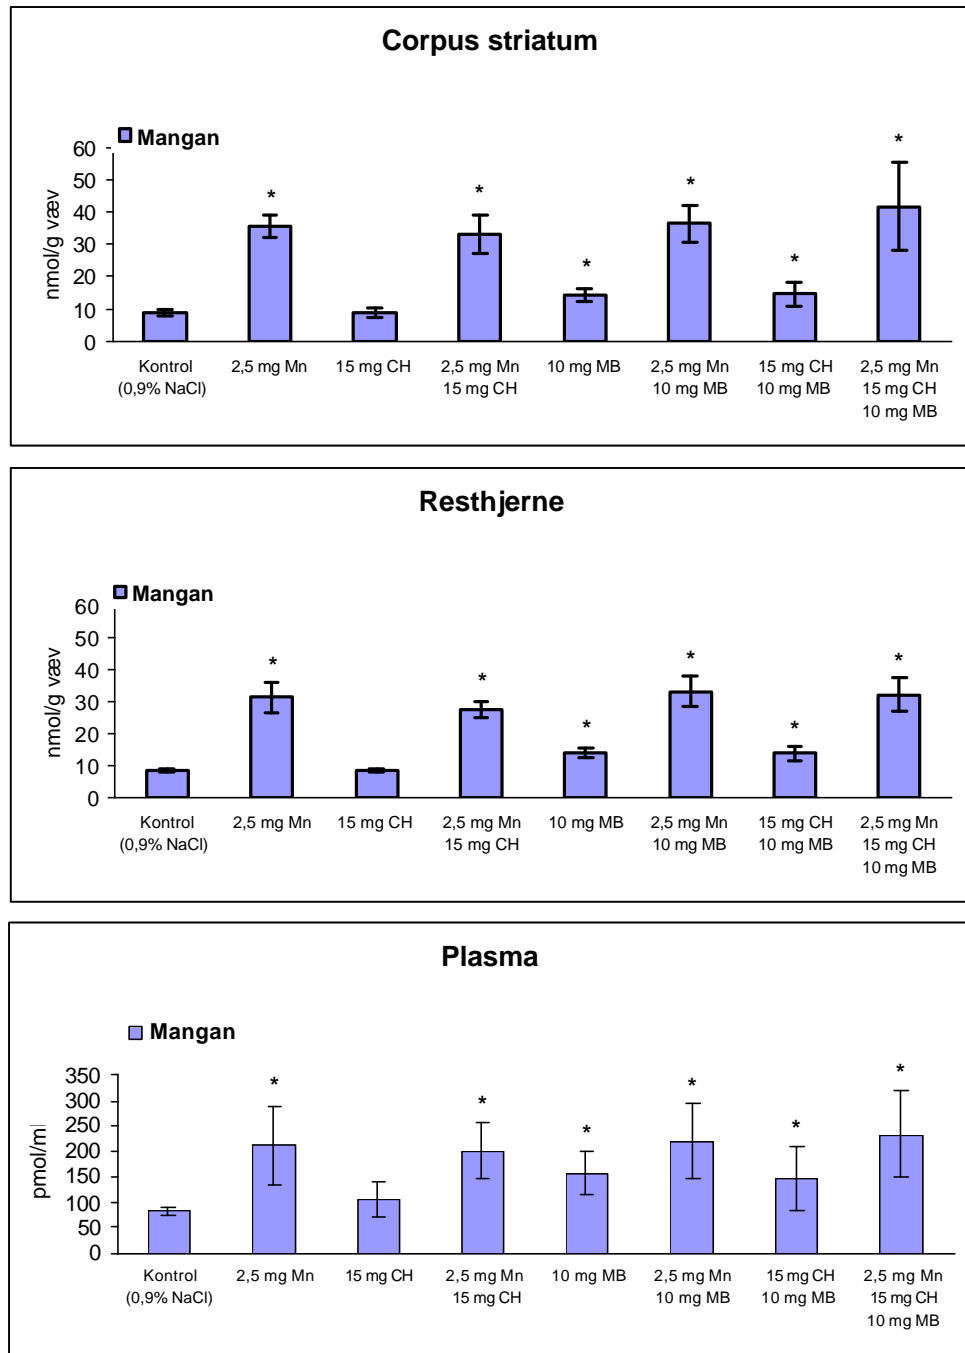 Corpus striatum
Mangan
nmol/g væv
60
50
40
30
20
10
0
* * * * * *
Kontrol 2,5 mg Mn 15 mg CH 2,5 mg Mn 10 mg MB 2,5 mg Mn 15 mg CH 2,5 mg Mn
(0,9% NaCl) 15 mg CH 10 mg MB 10 mg MB 15 mg CH
10 mg MB
Resthjerne
Mangan
nmol/g væv
60
50
40
30
20
10
0
* * * * * *
Kontrol 2,5 mg Mn 15 mg CH 2,5 mg Mn 10 mg MB 2,5 mg Mn 15 mg CH 2,5 mg Mn
(0,9% NaCl) 15 mg CH 10 mg MB 10 mg MB 15 mg CH
10 mg MB
Plasma
Mangan
pmol/ml
350
300
250
200
150
100
50
0
* * * * * *
Kontrol 2,5 mg Mn 15 mg CH 2,5 mg Mn 10 mg MB 2,5 mg Mn 15 mg CH 2,5 mg Mn
(0,9% NaCl) 15 mg CH 10 mg MB 10 mg MB 15 mg CH
10 mg MB